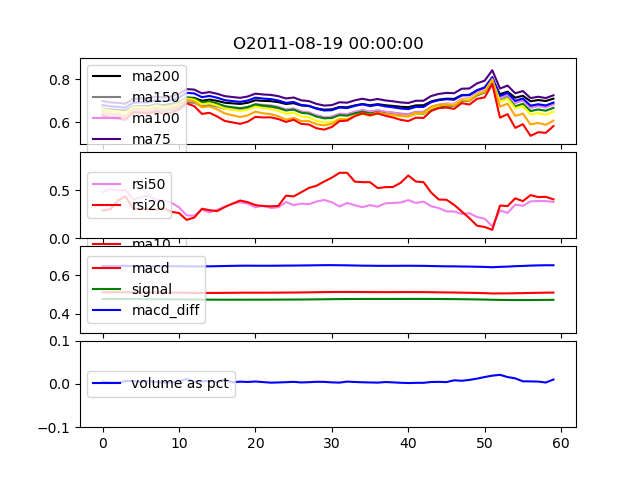 O2011-08-19 00:00:00
0.8
0.6
ma200
ma150
ma100
ma75
0.5
0.0
rsi50
rsi20
ma10
0.6
0.4
macd
signal
macd_diff
0.1
0.0
−0.1
volume as pct
0 10 20 30 40 50 60